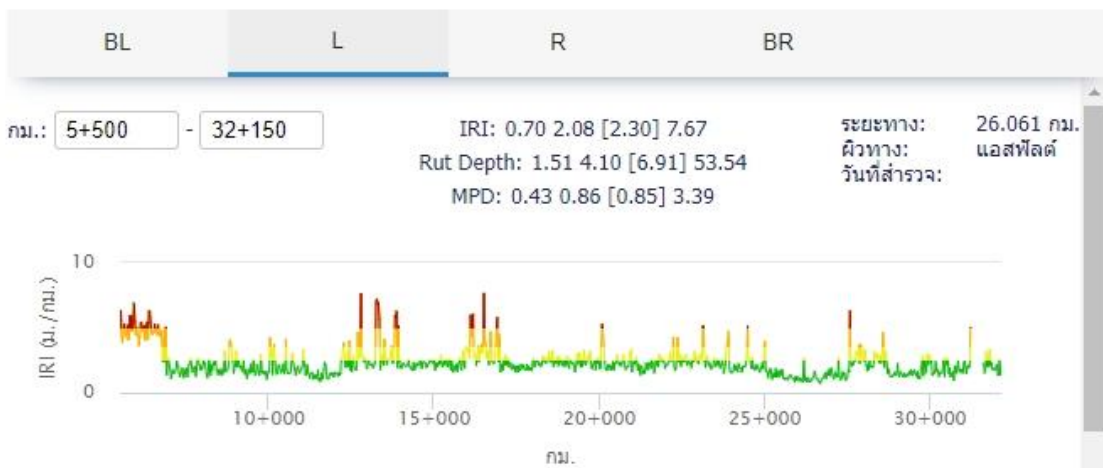 BL L R BR
กม.: 5+500 - 32+150
IRI: 0.70 2.08 [2.30] 7.67
Rut Depth: 1.51 4.10 [6.91] 53.54
MPD: 0.43 0.86 [0.85] 3.39
ระยะทาง: 26.061 กม.
ผิวทาง: แอสฟัลต์
วันที่สำรวจ:
10
IRI (ม./กม.)
0
10+000 15+000 20+000 25+000 30+000
กม.